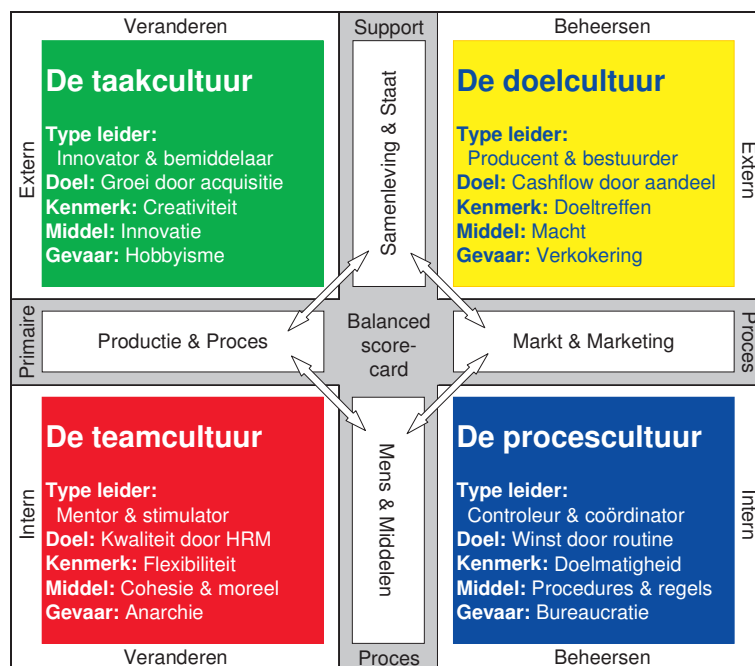 Veranderen
Support
Beheersen
De taakcultuur
Type leider:
Innovator & bemiddelaar
Doel: Groei door acquisitie
Kenmerk: Creativiteit
Middel: Innovatie
Gevaar: Hobbyisme
Extern
Samenleving & Staat
De doelcultuur
Type leider:
Producent & bestuurder
Doel: Cashflow door aandeel
Kenmerk: Doeltreffen
Middel: Macht
Gevaar: Verkokering
Extern
Primaire
Productie & Proces
Balanced
score-
card
Markt & Marketing
Proces
De teamcultuur
Type leider:
Mentor & stimulator
Doel: Kwaliteit door HRM
Kenmerk: Flexibiliteit
Middel: Cohesie & moreel
Gevaar: Anarchie
Intern
Mens & Middelen
De procescultuur
Type leider:
Controleur & coördinator
Doel: Winst door routine
Kenmerk: Doelmatigheid
Middel: Procedures & regels
Gevaar: Bureaucratie
Intern
Veranderen
Proces
Beheersen